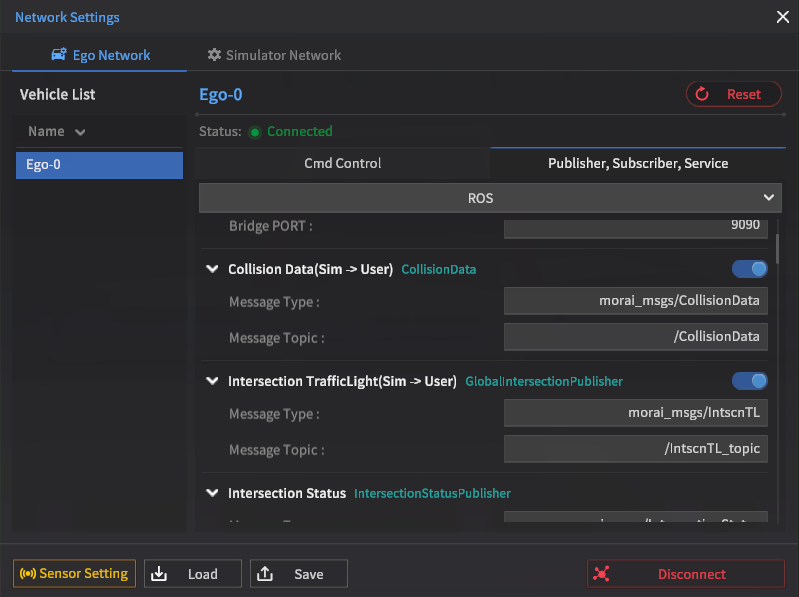 Network Settings
Ego Network
Simulator Network
Vehicle List
Ego-0
Reset
Name
Status: Connected
Ego-0
Cmd Control
Publisher, Subscriber, Service
ROS
Bridge PORT : 9090
Collision Data(Sim -> User) CollisionData
Message Type : morai_msgs/CollisionData
Message Topic : /CollisionData
Intersection TrafficLight(Sim -> User) GlobalIntersectionPublisher
Message Type : morai_msgs/IntscnTL
Message Topic : /IntscnTL_topic
Intersection Status IntersectionStatusPublisher
Sensor Setting
Load
Save
Disconnect